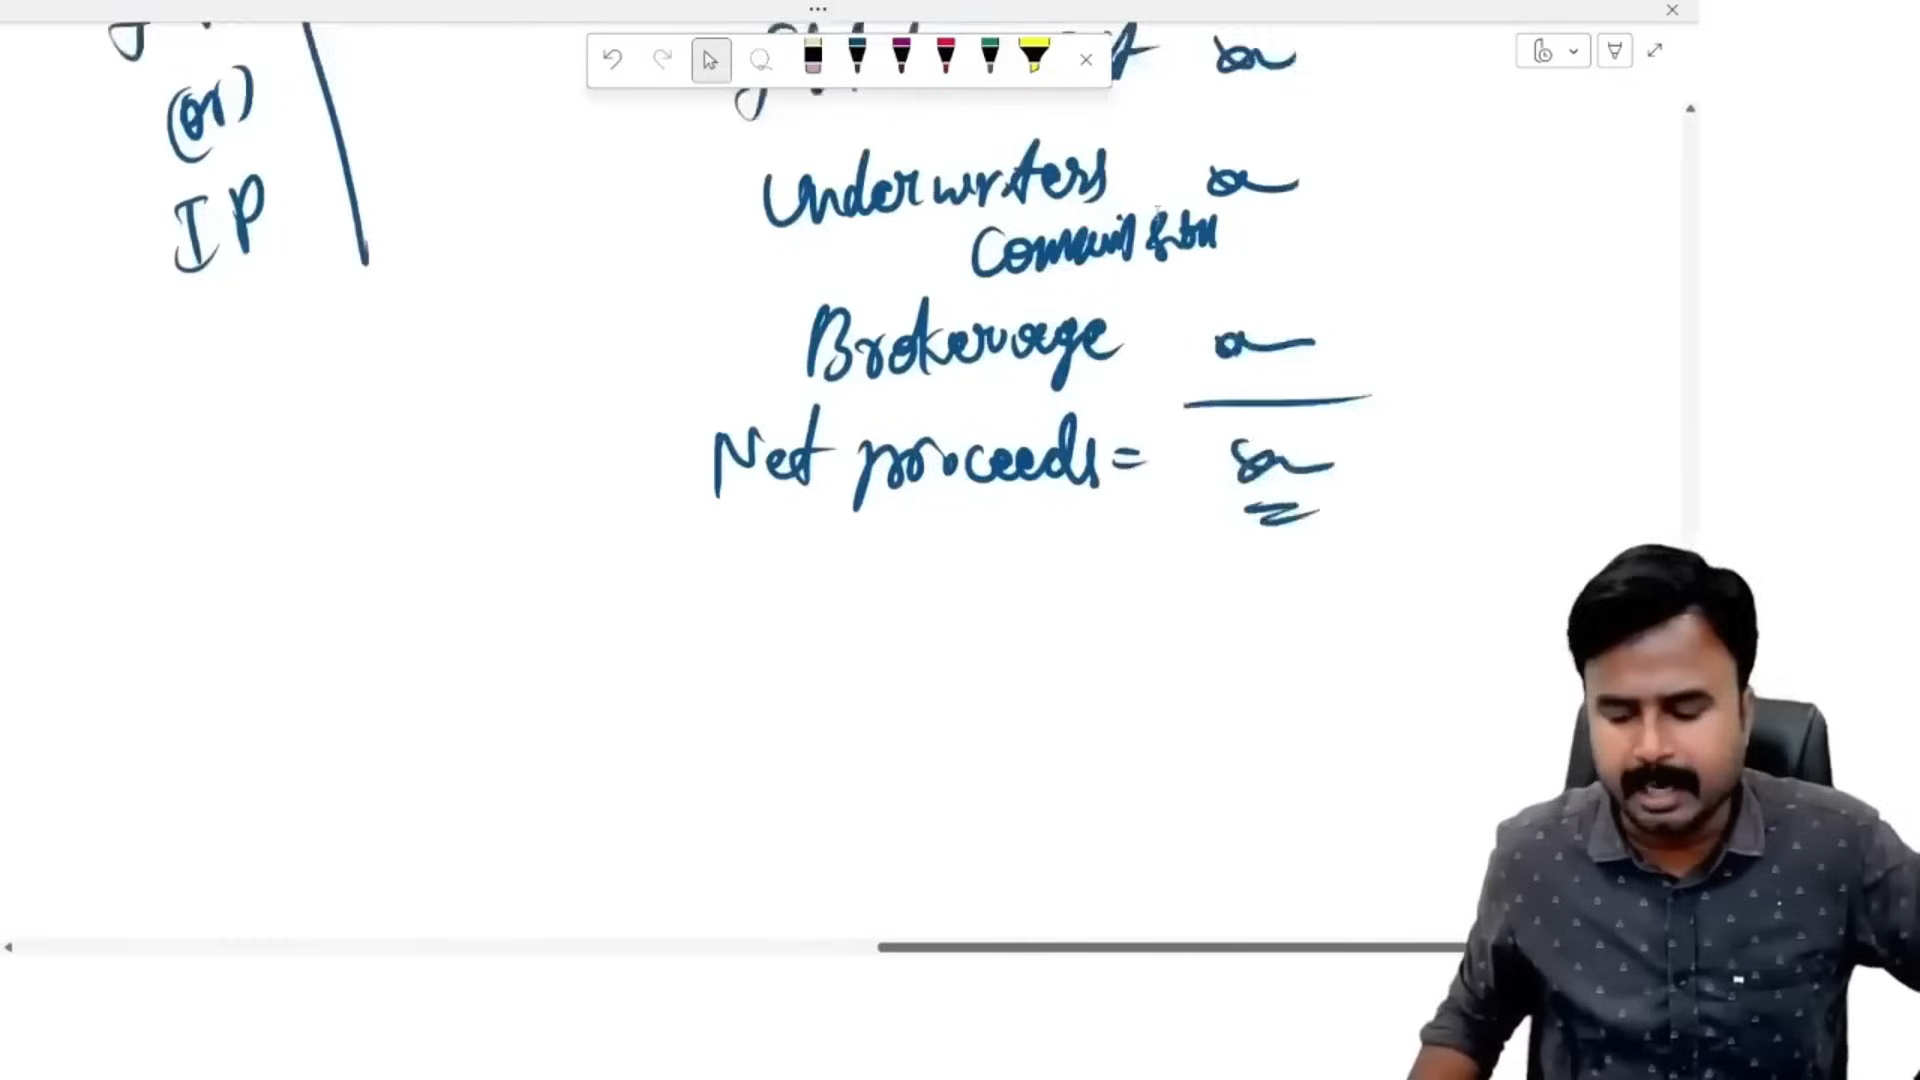 (or)
IP
Underwriters
Commission
Brokerage
Net proceeds =